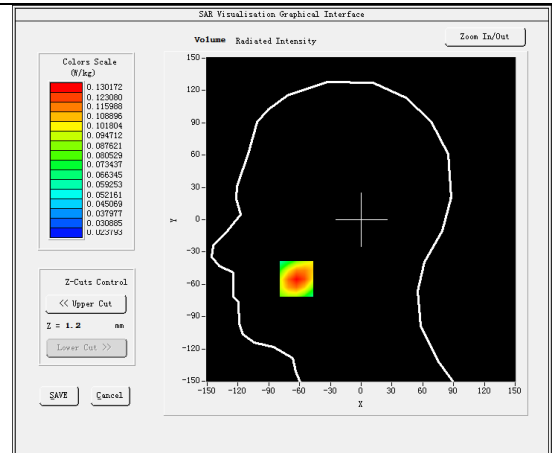 SAR Visualisation Graphical Interface
Volume Radiated Intensity
Zoom In/Out
Colors Scale
(W/kg)
0.130172
0.123080
0.115988
0.108896
0.101804
0.094712
0.087621
0.080529
0.073437
0.066345
0.059253
0.052161
0.045069
0.037977
0.030885
0.023793
Z-Cuts Control
<< Upper Cut
Z = 1.2 mm
Lower Cut >>
SAVE Cancel
150
120
90
60
30
0
-30
-60
-90
-120
-150
Y
-150 -120 -90 -60 -30 0 30 60 90 120 150
X